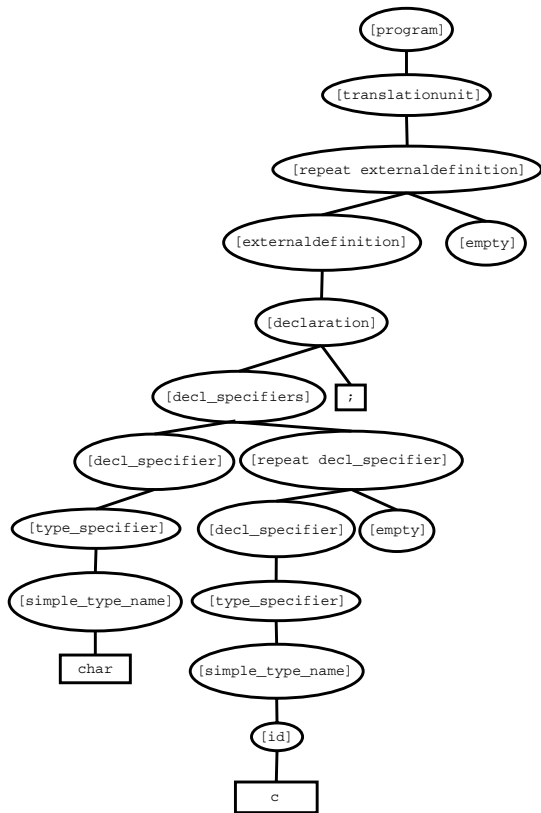 [program]
[translationunit]
[repeat externaldefinition]
[externaldefinition]
[empty]
[declaration]
[decl_specifiers]
;
[decl_specifier]
[repeat decl_specifier]
[type_specifier]
[decl_specifier]
[empty]
[simple_type_name]
[type_specifier]
char
[simple_type_name]
[id]
c